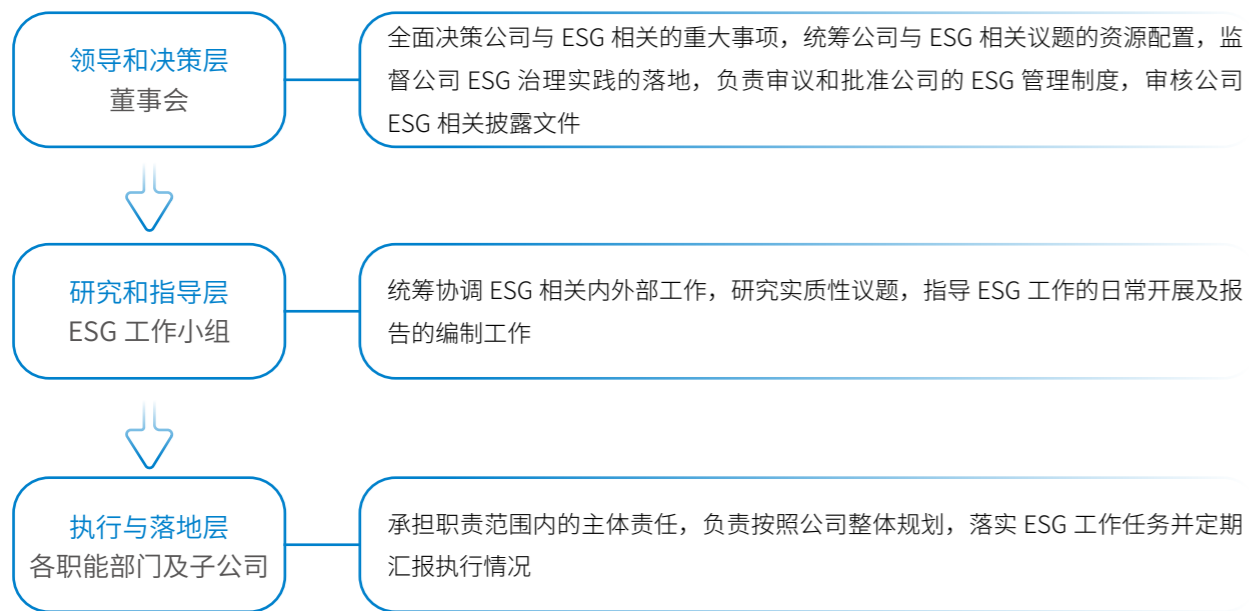 领导和决策层
董事会
全面决策公司与 ESG 相关的重大事项，统筹公司与 ESG 相关议题的资源配置，监
督公司 ESG 治理实践的落地，负责审议和批准公司的 ESG 管理制度，审核公司
ESG 相关披露文件
研究和指导层
ESG 工作小组
统筹协调 ESG 相关内外部工作，研究实质性议题，指导 ESG 工作的日常开展及报
告的编制工作
执行与落地层
各职能部门及子公司
承担职责范围内的主体责任，负责按照公司整体规划，落实 ESG 工作任务并定期
汇报执行情况